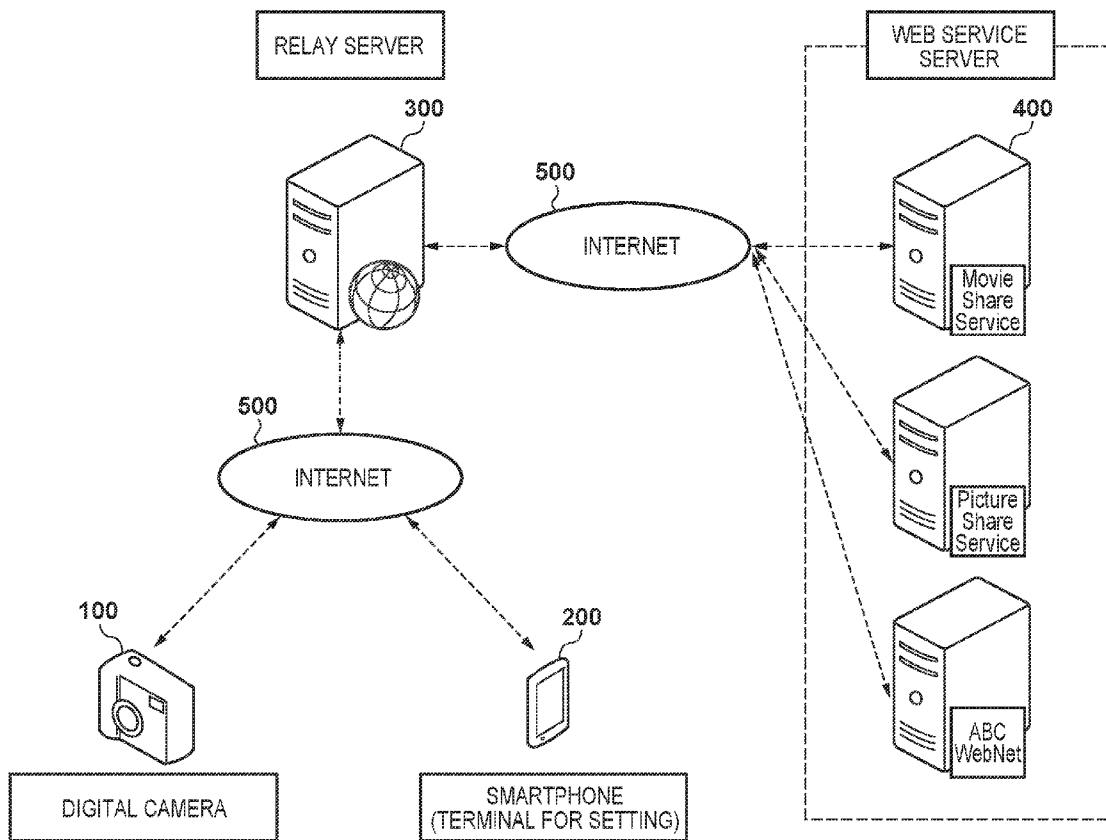 RELAY SERVER
WEB SERVICE
SERVER
300
400
500
INTERNET
Movie
Share
Service
500
INTERNET
Picture
Share
Service
100
200
ABC
WebNet
DIGITAL CAMERA
SMARTPHONE
(TERMINAL FOR SETTING)